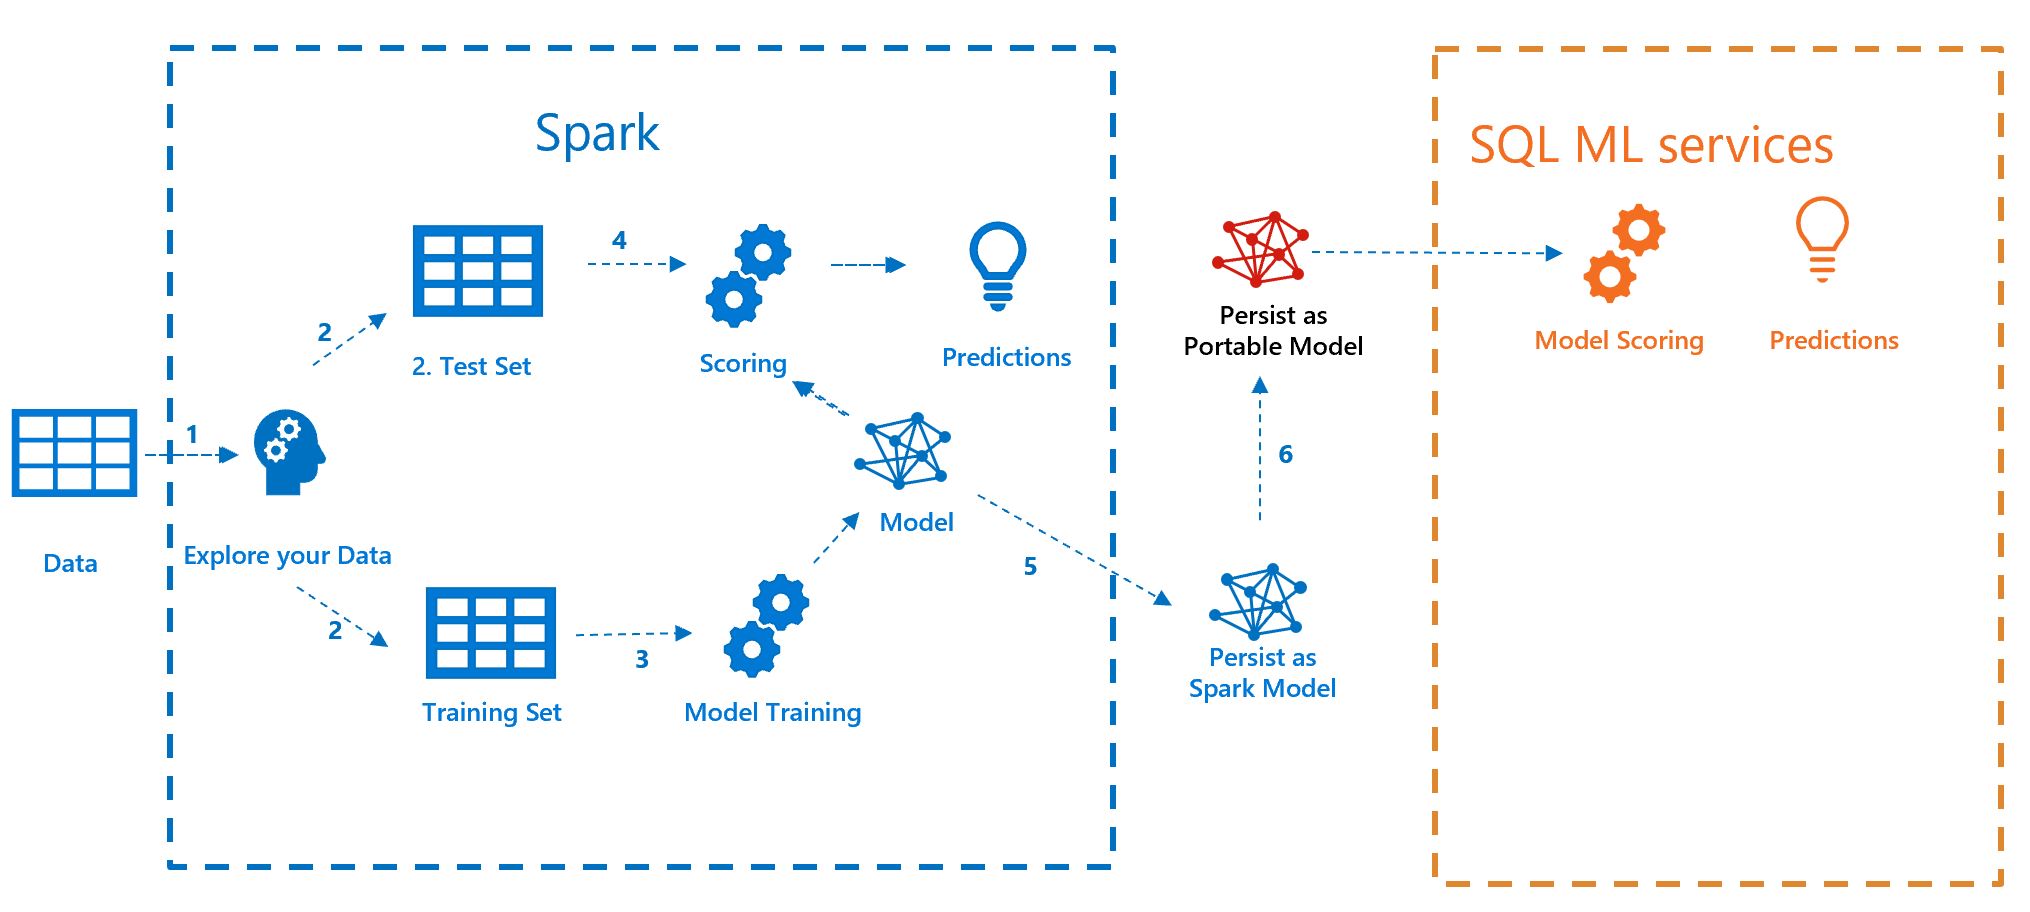 Spark
SQL ML services
4
2
2. Test Set
Scoring
Predictions
Persist as
Portable Model
Model Scoring
Predictions
1
Data
Explore your Data
Model
6
5
2
3
Training Set
Model Training
Persist as
Spark Model